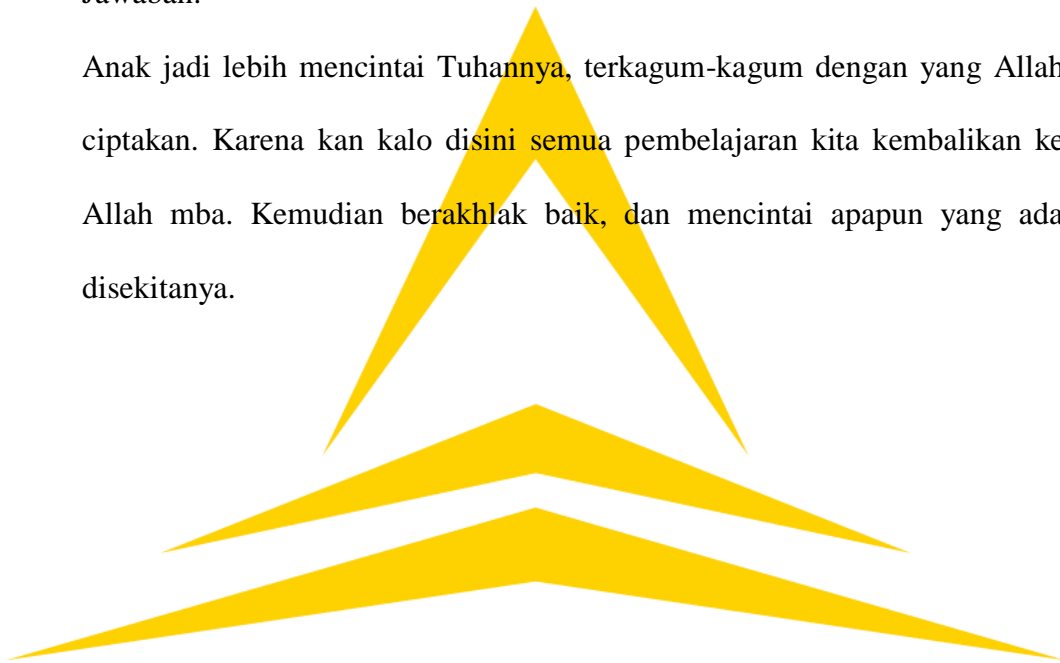 Jawaban:
Anak jadi lebih mencintai Tuhannya, terkagum-kagum dengan yang Allah
ciptakan. Karena kan kalo disini semua pembelajaran kita kembalikan ke
Allah mba. Kemudian berakhlak baik, dan mencintai apapun yang ada
disekitanya.